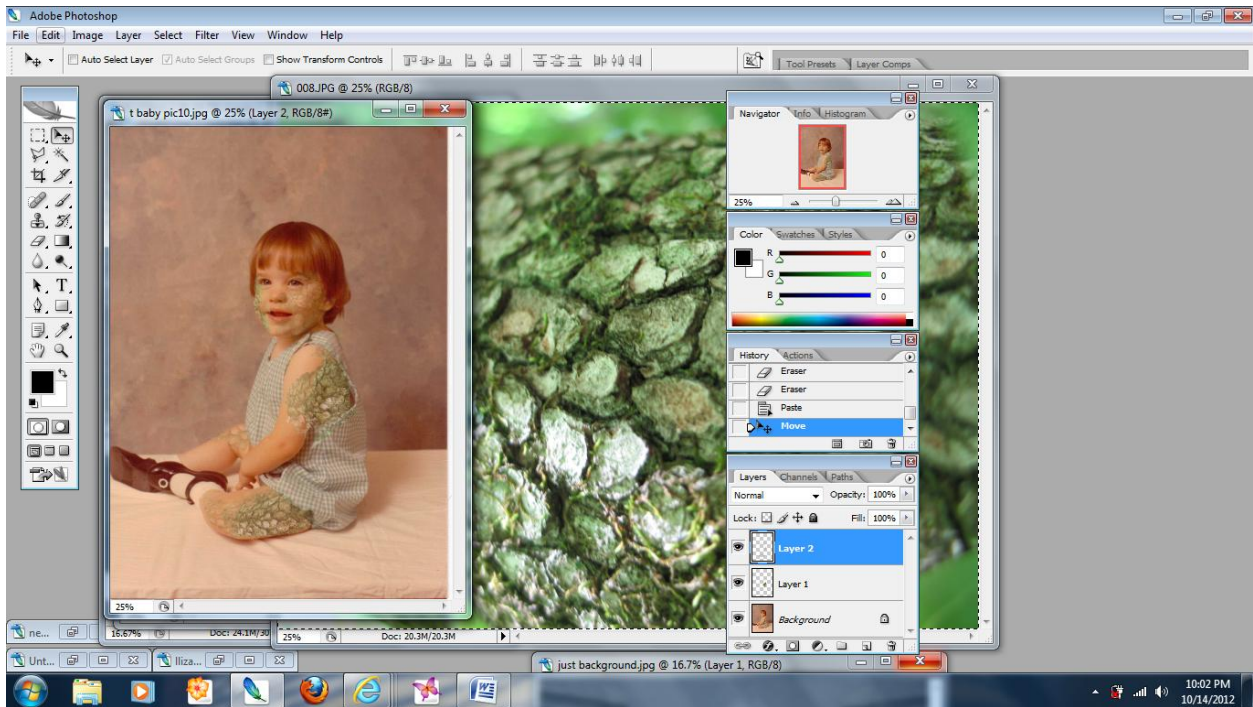 Adobe Photoshop
File Edit Image Layer Select Filter View Window Help
Auto Select Layer Auto Select Groups Show Transform Controls Tool Presets Layer Comps
008.JPG @ 25% (RGB/8)
t baby pic10.jpg @ 25% (Layer 2, RGB/8#)
Navigator Info Histogram
25%
Color Swatches Styles
R 0
G 0
B 0
History Actions
Eraser
Eraser
Paste
Move
Layers Channels Paths
Normal Opacity: 100%
Lock: Fill: 100%
Layer 2
Layer 1
Background
25%
ne... 16.67% Doc: 24.1M/30 25% Doc: 20.3M/20.3M
Unt... Iliza... just background.jpg @ 16.7% (Layer 1, RGB/8)
10:02 PM
10/14/2012